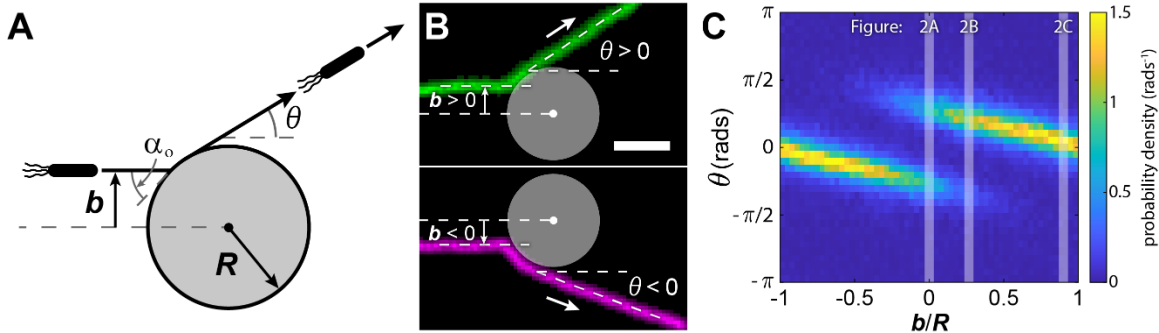 A
αₒ
θ
b
R
B
θ > 0
b > 0
b < 0
θ < 0
C
Figure: 2A 2B 2C
π
π/2
0
-π/2
-π
θ (rads)
-1 -0.5 0 0.5 1
b/R
1.5
1
0.5
0
probability density (rads⁻¹)